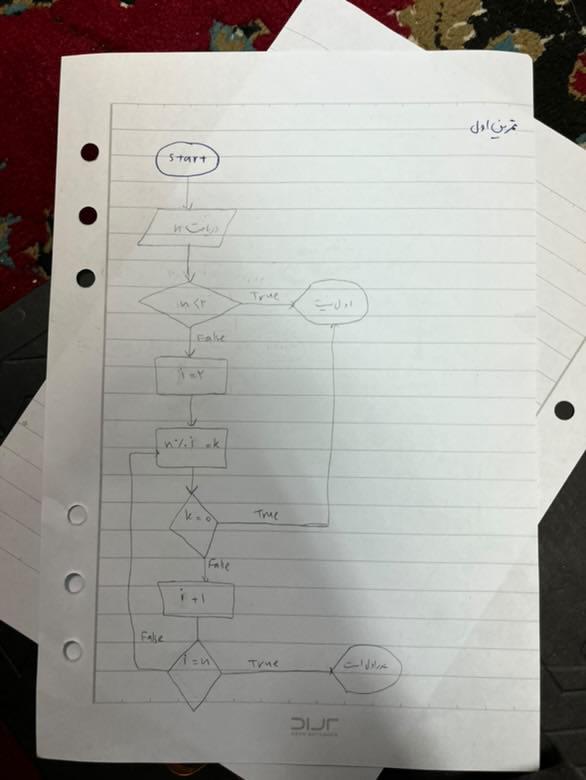 تمرین اول
start
دریافت n
n<۲
True
اول نیست
False
i=۲
n%i=k
k=0
True
False
i+1
False
i=n
True
عدد اول است